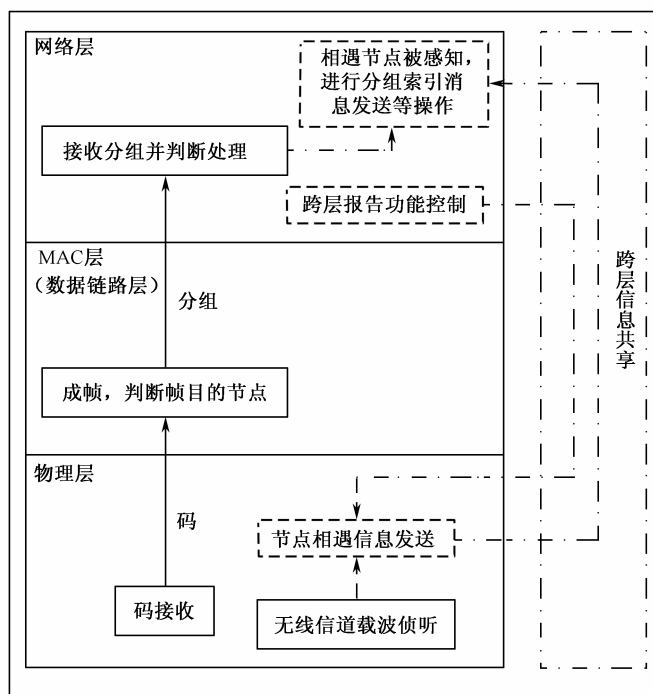 网络层
相遇节点被感知，
进行分组索引消
息发送等操作
接收分组并判断处理
跨层报告功能控制
MAC层
（数据链路层）
分组
成帧，判断帧目的节点
物理层
码
节点相遇信息发送
码接收
无线信道载波侦听
跨层信息共享